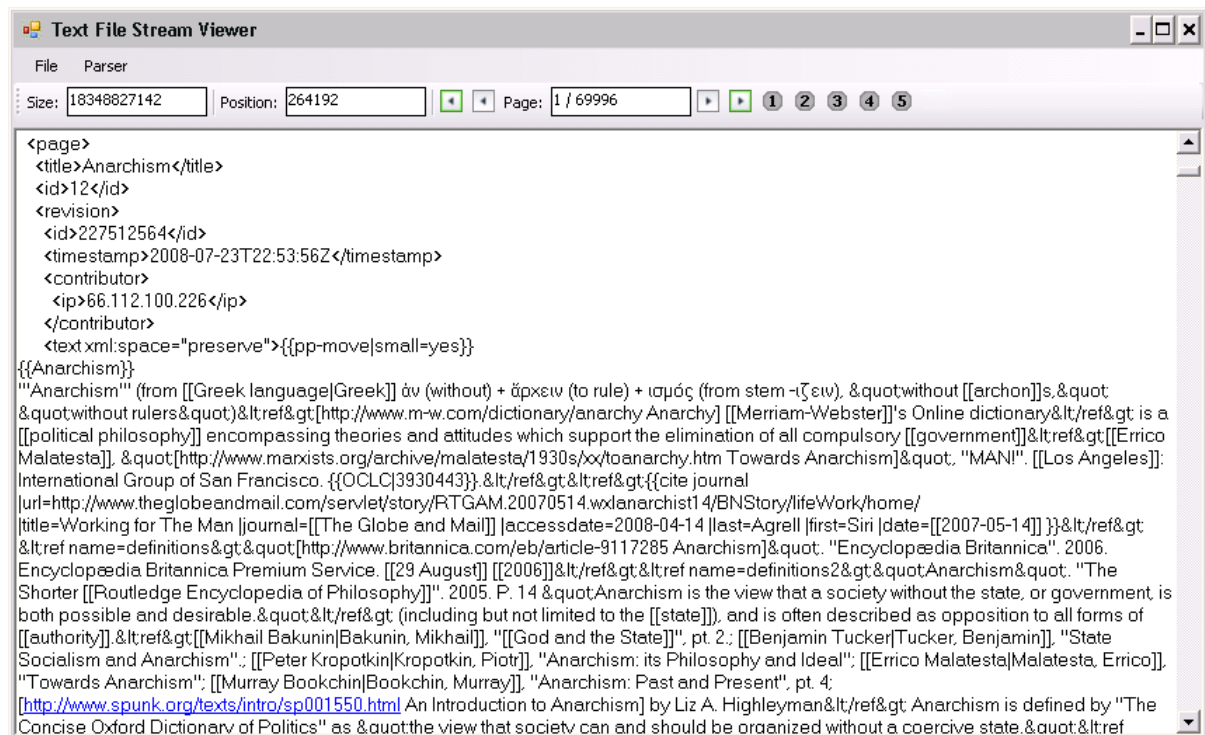 Text File Stream Viewer
File Parser
Size: 18348827142 Position: 264192 Page: 1 / 69996 1 2 3 4 5
<page>
<title>Anarchism</title>
<id>12</id>
<revision>
<id>227512564</id>
<timestamp>2008-07-23T22:53:56Z</timestamp>
<contributor>
<ip>66.112.100.226</ip>
</contributor>
<text xml:space="preserve">{{pp-move|small=yes}}
{{Anarchism}}
'''Anarchism''' (from [[Greek language|Greek]] ἀν (without) + ἄρχειν (to rule) + ισμός (from stem -ιζειν), &quot;without [[archon]]s,&quot;
&quot;without rulers&quot;)&lt;ref&gt;[http://www.m-w.com/dictionary/anarchy Anarchy] [[Merriam-Webster]]'s Online dictionary&lt;/ref&gt; is a
[[political philosophy]] encompassing theories and attitudes which support the elimination of all compulsory [[government]]&lt;ref&gt;[[Errico
Malatesta]], &quot;[http://www.marxists.org/archive/malatesta/1930s/xx/toanarchy.htm Towards Anarchism]&quot;, ''MAN!''. [[Los Angeles]]:
International Group of San Francisco. {{OCLC|3930443}}.&lt;/ref&gt;&lt;ref&gt;{{cite journal
|url=http://www.theglobeandmail.com/servlet/story/RTGAM.20070514.wxlanarchist14/BNStory/lifeWork/home/
|title=Working for The Man |journal=[[The Globe and Mail]] |accessdate=2008-04-14 |last=Agrell |first=Siri |date=[[2007-05-14]] }}&lt;/ref&gt;
&lt;ref name=definitions&gt;&quot;[http://www.britannica.com/eb/article-9117285 Anarchism]&quot;. ''Encyclopædia Britannica''. 2006.
Encyclopædia Britannica Premium Service. [[29 August]] [[2006]]&lt;/ref&gt;&lt;ref name=definitions2&gt;&quot;Anarchism&quot;. ''The
Shorter [[Routledge Encyclopedia of Philosophy]]''. 2005. P. 14 &quot;Anarchism is the view that a society without the state, or government, is
both possible and desirable.&quot;&lt;/ref&gt; (including but not limited to the [[state]]), and is often described as opposition to all forms of
[[authority]].&lt;ref&gt;[[Mikhail Bakunin|Bakunin, Mikhail]], ''[[God and the State]]'', pt. 2.; [[Benjamin Tucker|Tucker, Benjamin]], ''State
Socialism and Anarchism''.; [[Peter Kropotkin|Kropotkin, Piotr]], ''Anarchism: its Philosophy and Ideal''; [[Errico Malatesta|Malatesta, Errico]],
''Towards Anarchism''; [[Murray Bookchin|Bookchin, Murray]], ''Anarchism: Past and Present'', pt. 4;
[http://www.spunk.org/texts/intro/sp001550.html An Introduction to Anarchism] by Liz A. Highleyman&lt;/ref&gt; Anarchism is defined by ''The
Concise Oxford Dictionary of Politics'' as &quot;the view that society can and should be organized without a coercive state.&quot;&lt;ref